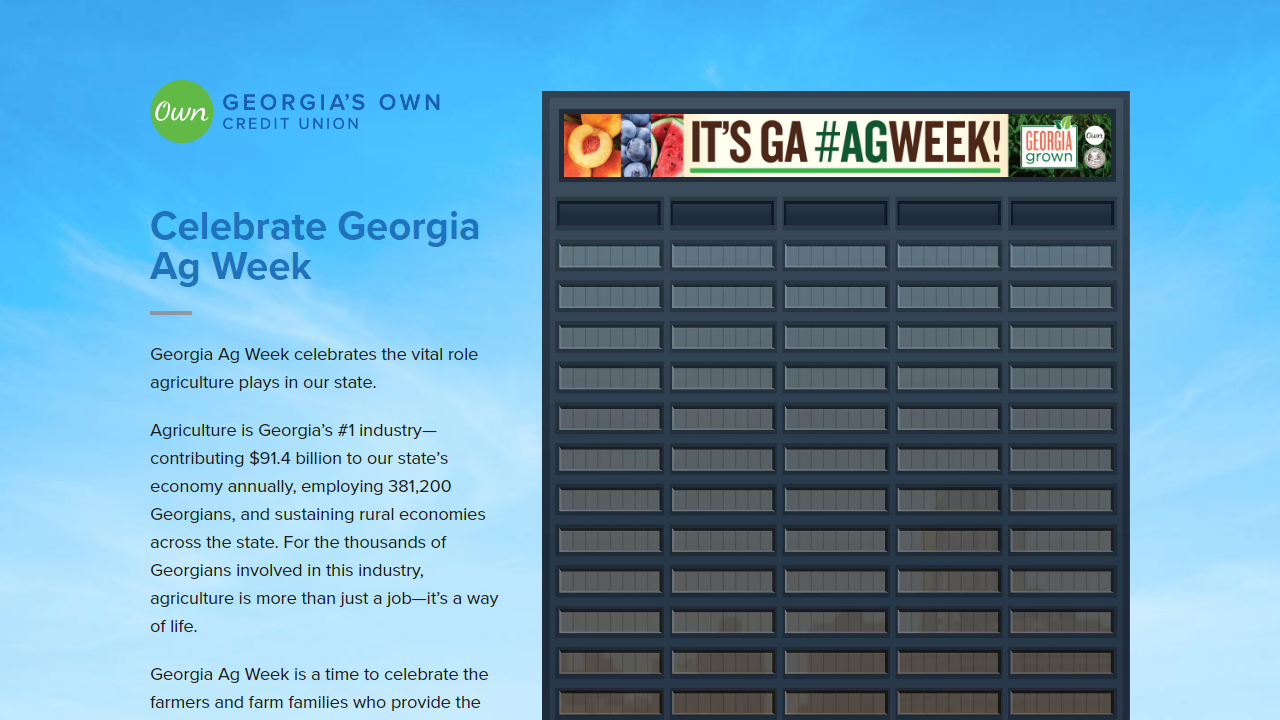 Own
GEORGIA'S OWN
CREDIT UNION
Celebrate Georgia
Ag Week
Georgia Ag Week celebrates the vital role
agriculture plays in our state.
Agriculture is Georgia's #1 industry—
contributing $91.4 billion to our state's
economy annually, employing 381,200
Georgians, and sustaining rural economies
across the state. For the thousands of
Georgians involved in this industry,
agriculture is more than just a job—it's a way
of life.
Georgia Ag Week is a time to celebrate the
farmers and farm families who provide the
IT'S GA #AGWEEK!
GEORGIA
grown
Own